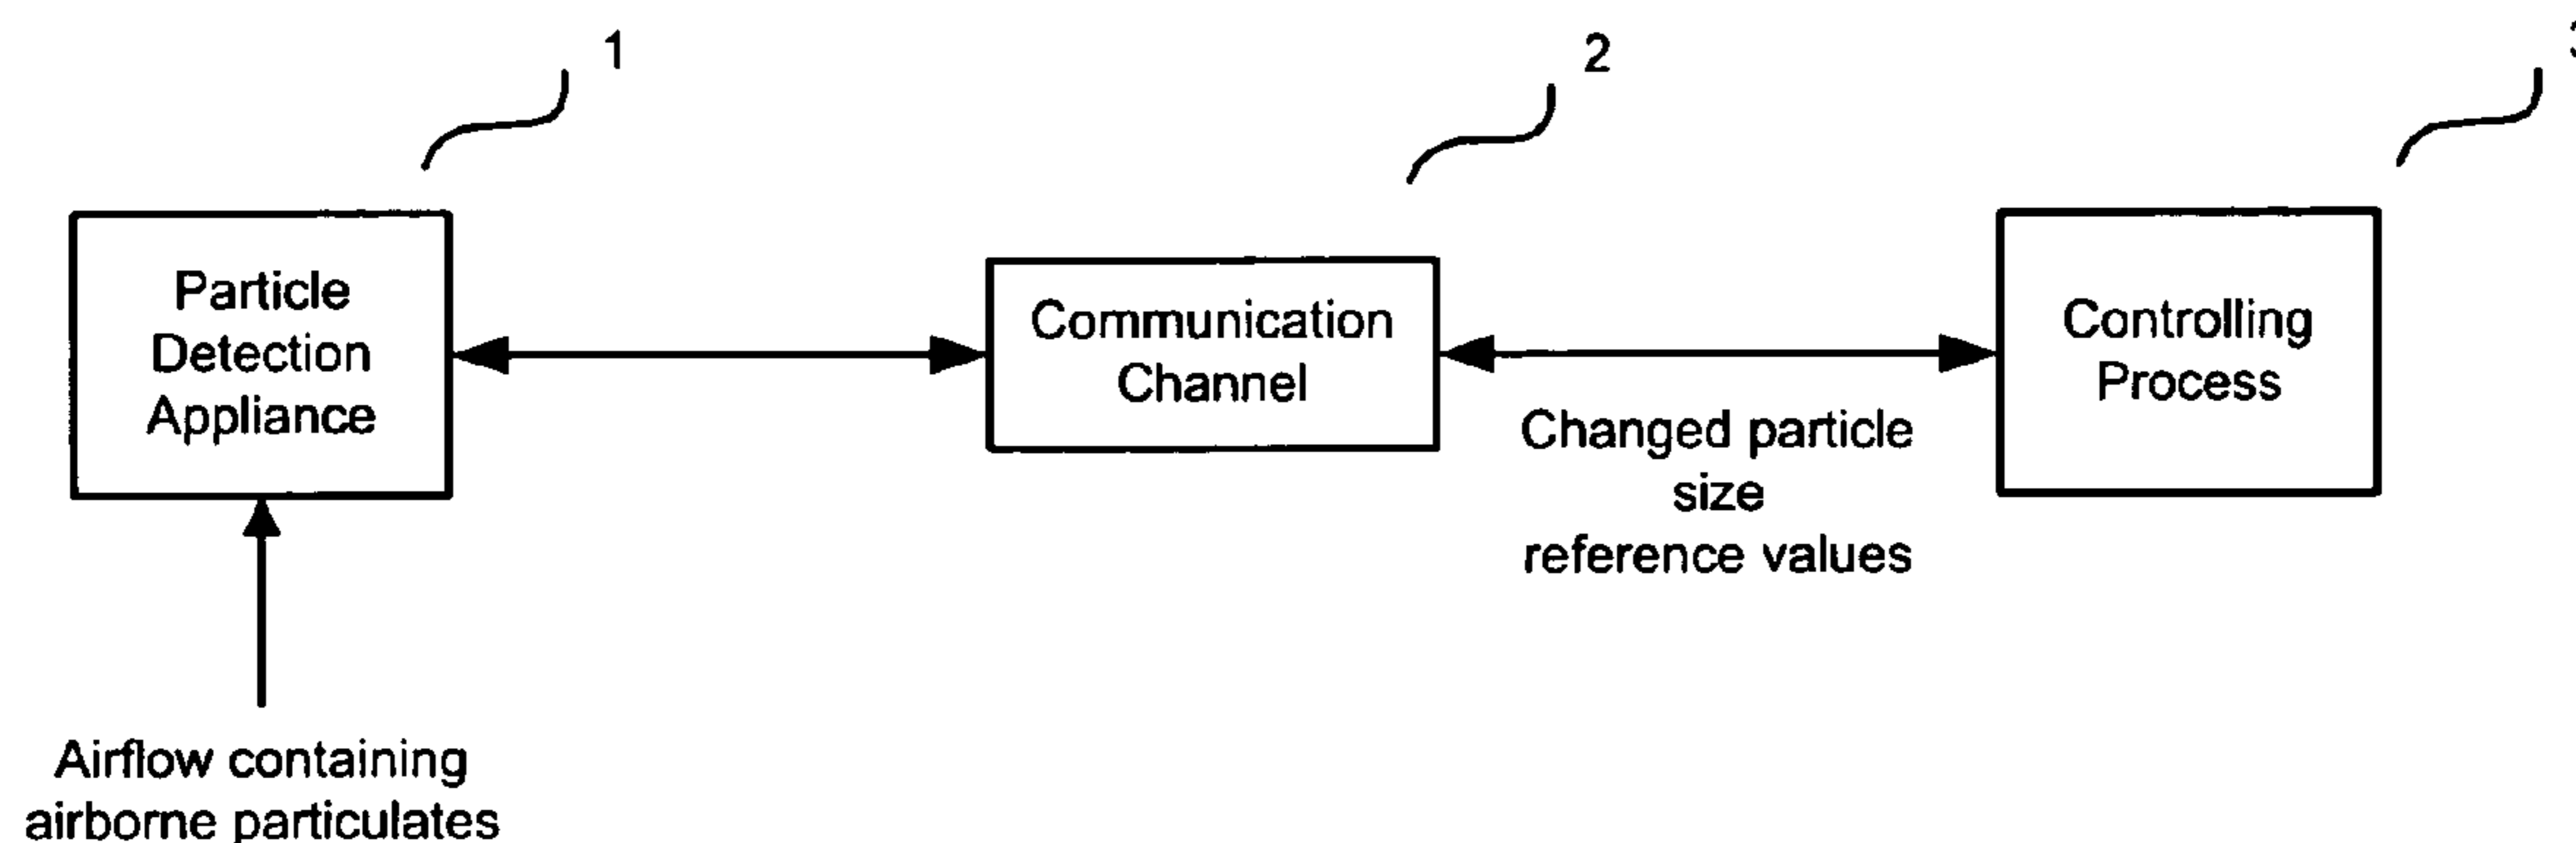 1
2
Particle
Detection
Appliance
Communication
Channel
Controlling
Process
Changed particle
size
reference values
Airflow containing
airborne particulates